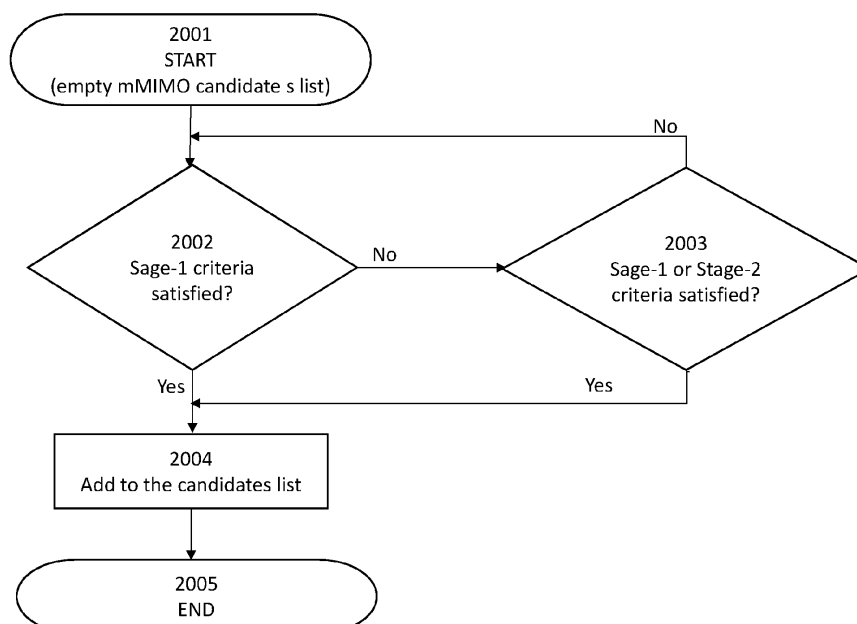 2001
START
(empty mMIMO candidate s list)
No
2002
Sage-1 criteria
satisfied?
No
2003
Sage-1 or Stage-2
criteria satisfied?
Yes
Yes
2004
Add to the candidates list
2005
END